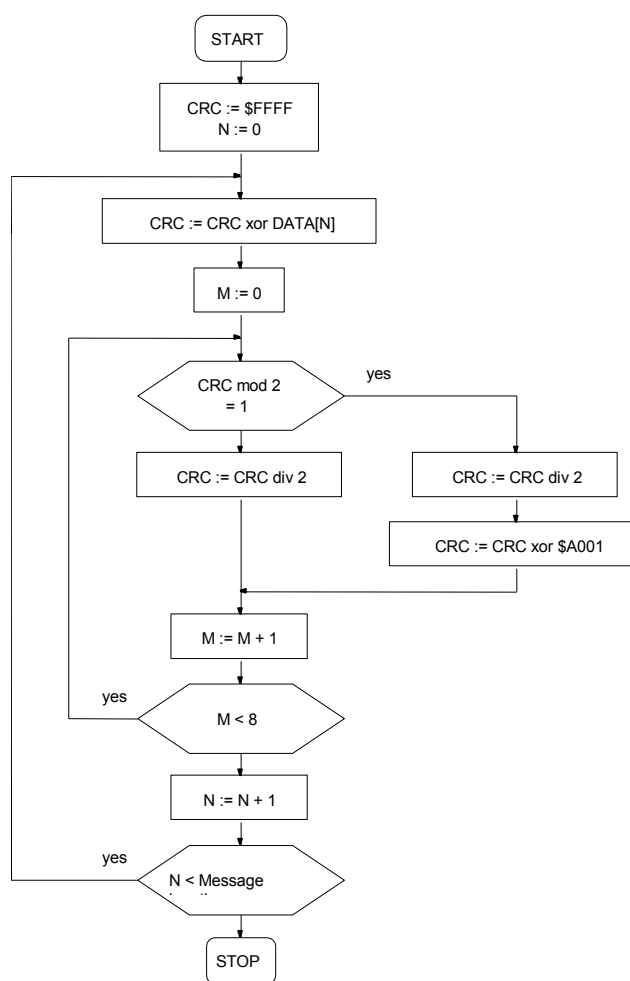 START
CRC := $FFFF
N := 0
CRC := CRC xor DATA[N]
M := 0
CRC mod 2
= 1
yes
CRC := CRC div 2
CRC := CRC div 2
CRC := CRC xor $A001
M := M + 1
yes
M < 8
N := N + 1
yes
N < Message
STOP